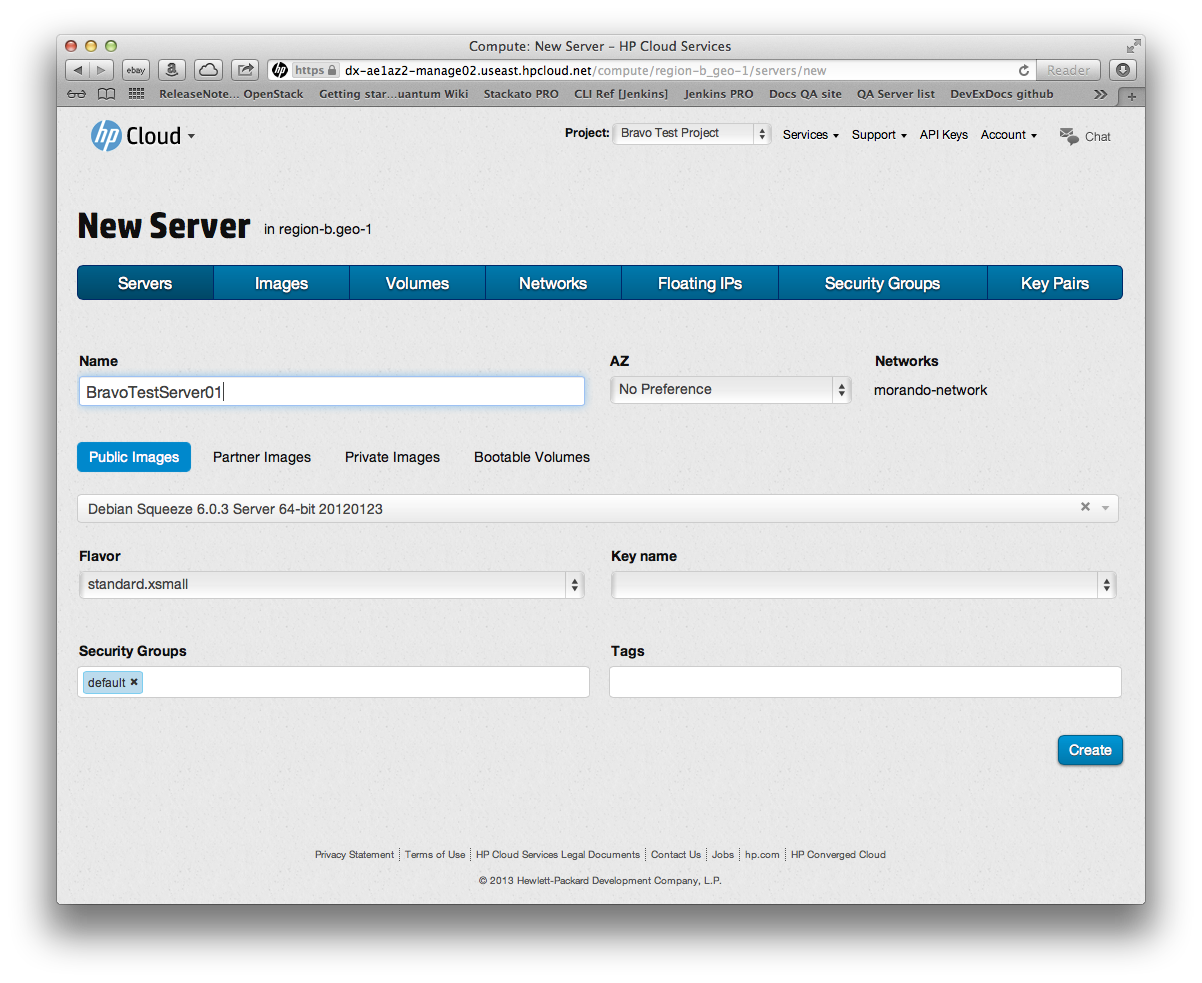 Compute: New Server – HP Cloud Services
ebay a hp https dx-ae1az2-manage02.useast.hpcloud.net/compute/region-b_geo-1/servers/new Reader
ReleaseNote... OpenStack Getting star...uantum Wiki Stackato PRO CLI Ref [Jenkins] Jenkins PRO Docs QA site QA Server list DevExDocs github
hp Cloud Project: Bravo Test Project Services Support API Keys Account Chat
New Server in region-b.geo-1
Servers Images Volumes Networks Floating IPs Security Groups Key Pairs
Name AZ Networks
BravoTestServer01 No Preference morando-network
Public Images Partner Images Private Images Bootable Volumes
Debian Squeeze 6.0.3 Server 64-bit 20120123
Flavor Key name
standard.xsmall
Security Groups Tags
default
Create
Privacy Statement Terms of Use HP Cloud Services Legal Documents Contact Us Jobs hp.com HP Converged Cloud
© 2013 Hewlett-Packard Development Company, L.P.